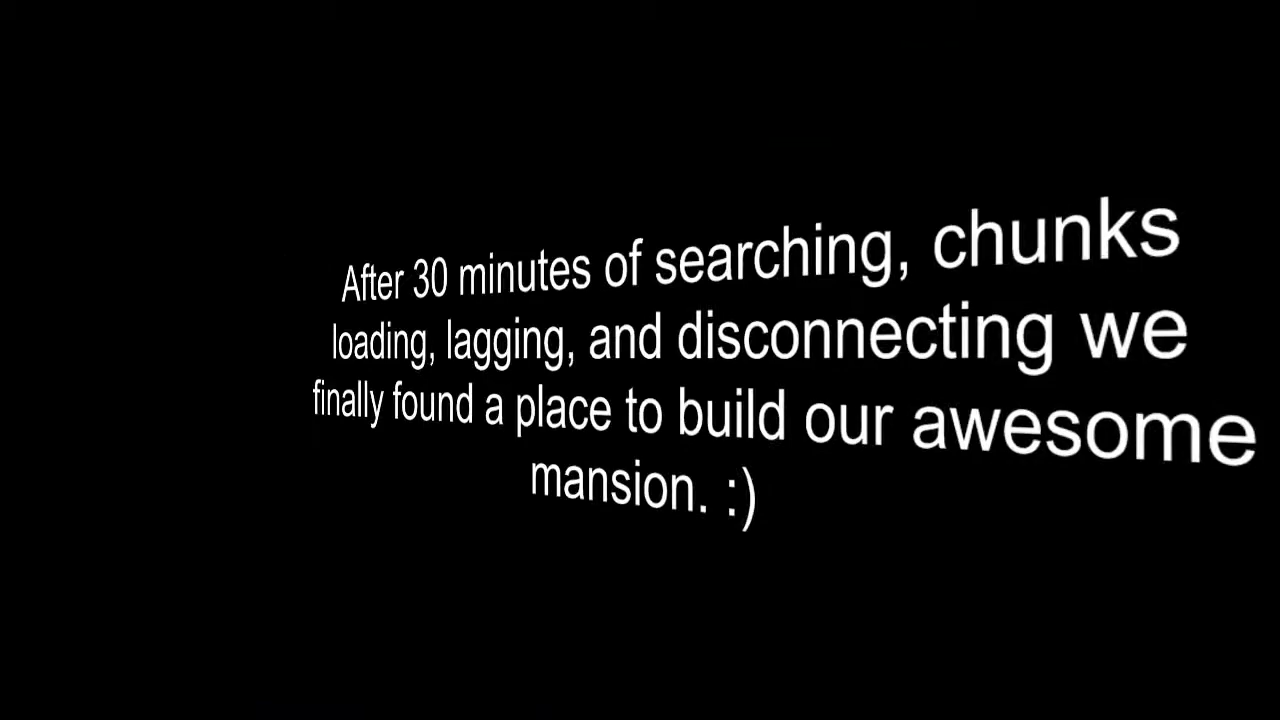 After 30 minutes of searching, chunks
loading, lagging, and disconnecting we
finally found a place to build our awesome
mansion. :)